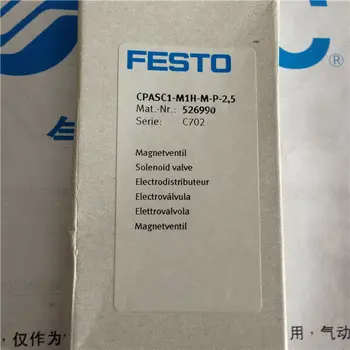 FESTO
CPASC1-M1H-M-P-2,5
Mat.-Nr.: 526990
Serie: C702
Magnetventil
Solenoid valve
Electrodistributeur
Electroválvula
Elettrovalvola
Magnetventil
C
气
，仅作为
用，气动